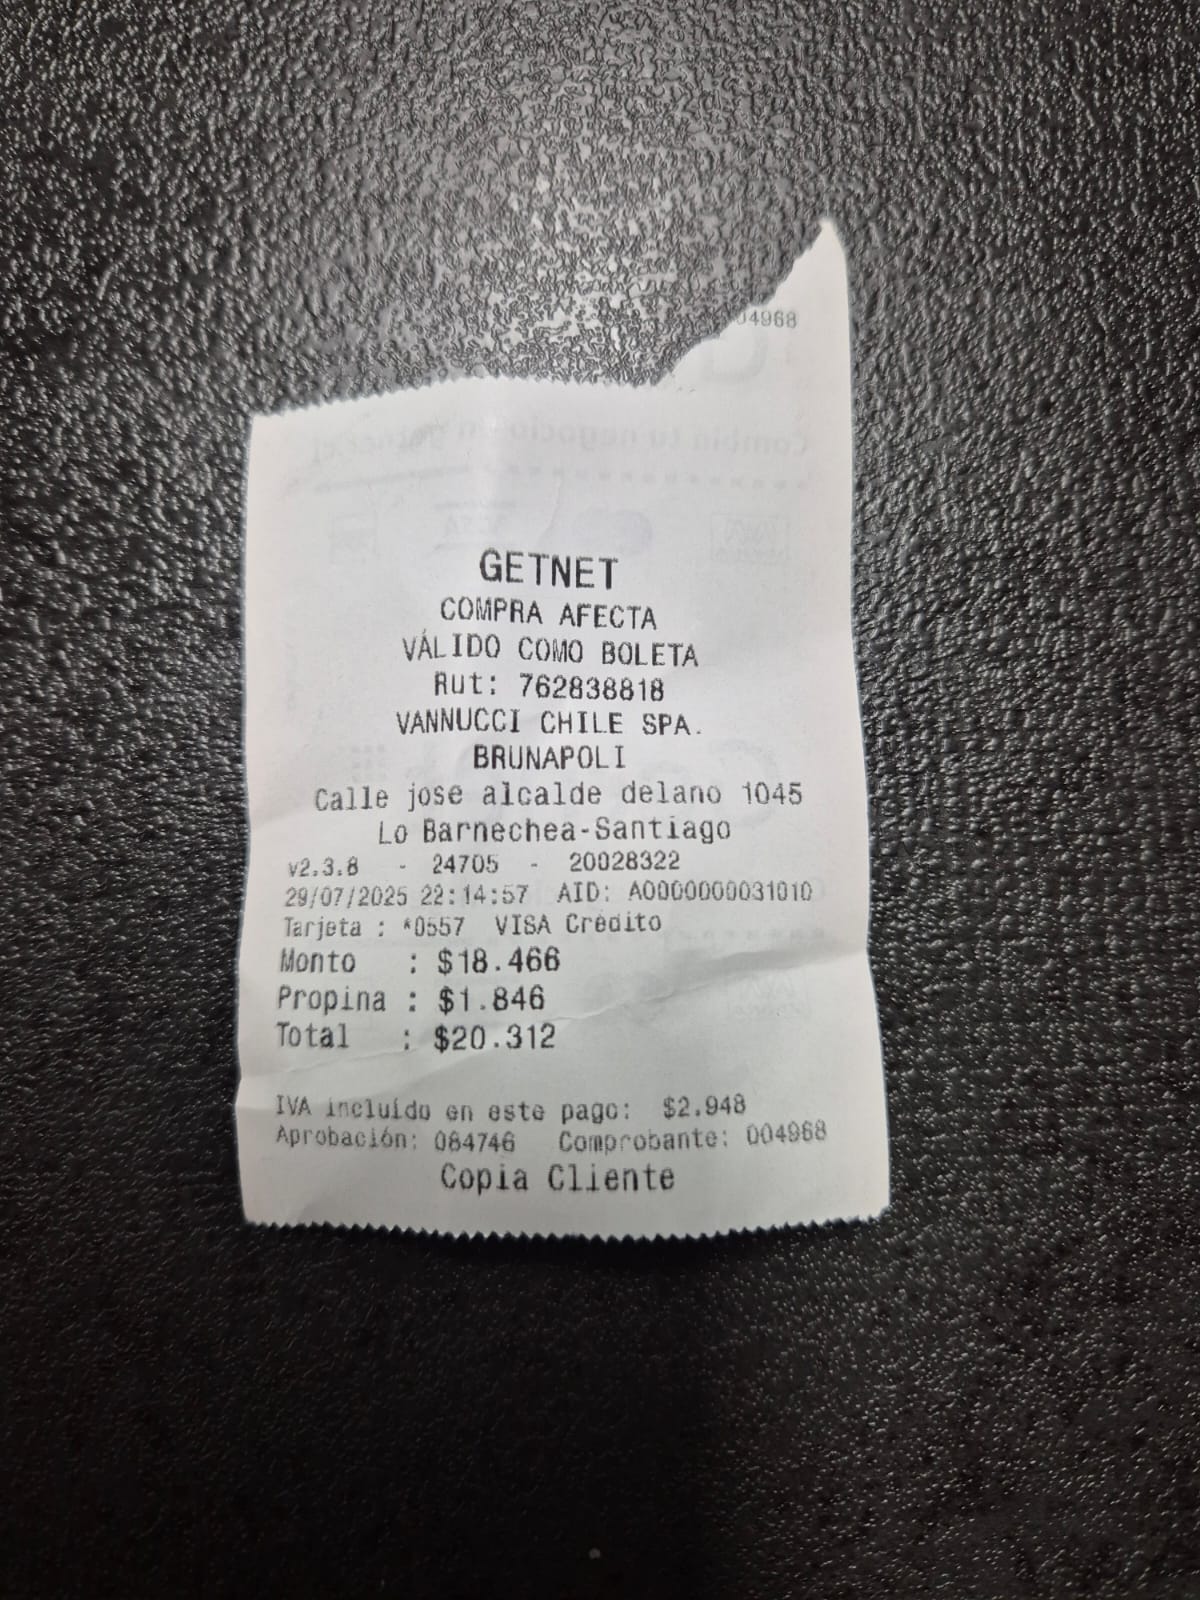 04968
GETNET
COMPRA AFECTA
VÁLIDO COMO BOLETA
Rut: 762838818
VANNUCCI CHILE SPA.
BRUNAPOLI
Calle jose alcalde delano 1045
Lo Barnechea-Santiago
v2.3.8 - 24705 - 20028322
29/07/2025 22:14:57 AID: A0000000031010
Tarjeta : *0557 VISA Crédito
Monto : $18.466
Propina : $1.846
Total : $20.312
IVA incluido en este pago: $2.948
Aprobación: 084746 Comprobante: 004968
Copia Cliente